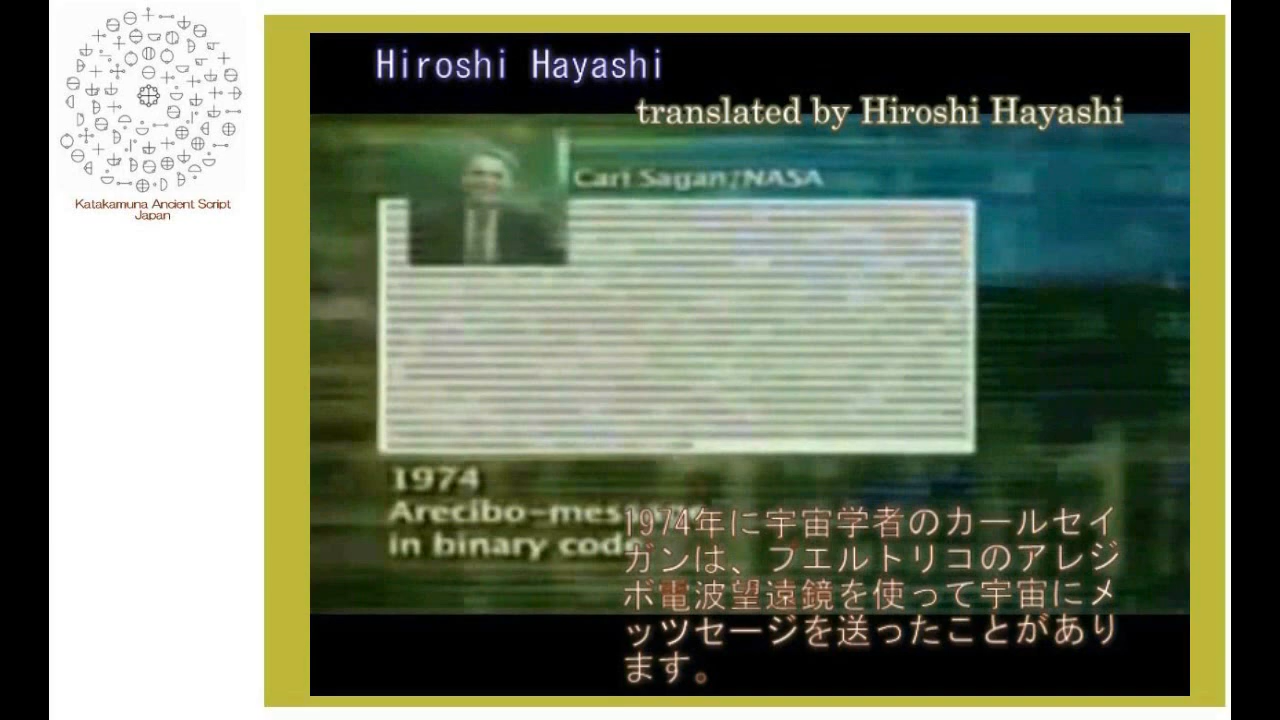 Katakamuna Ancient Script
Japan
Hiroshi Hayashi
translated by Hiroshi Hayashi
Carl Sagan/NASA
1974
Arecibo-mes
in binary code
1974年に宇宙学者のカールセイ
ガンは、プエルトリコのアレジ
ボ電波望遠鏡を使って宇宙にメ
ッツセージを送ったことがあり
ます。